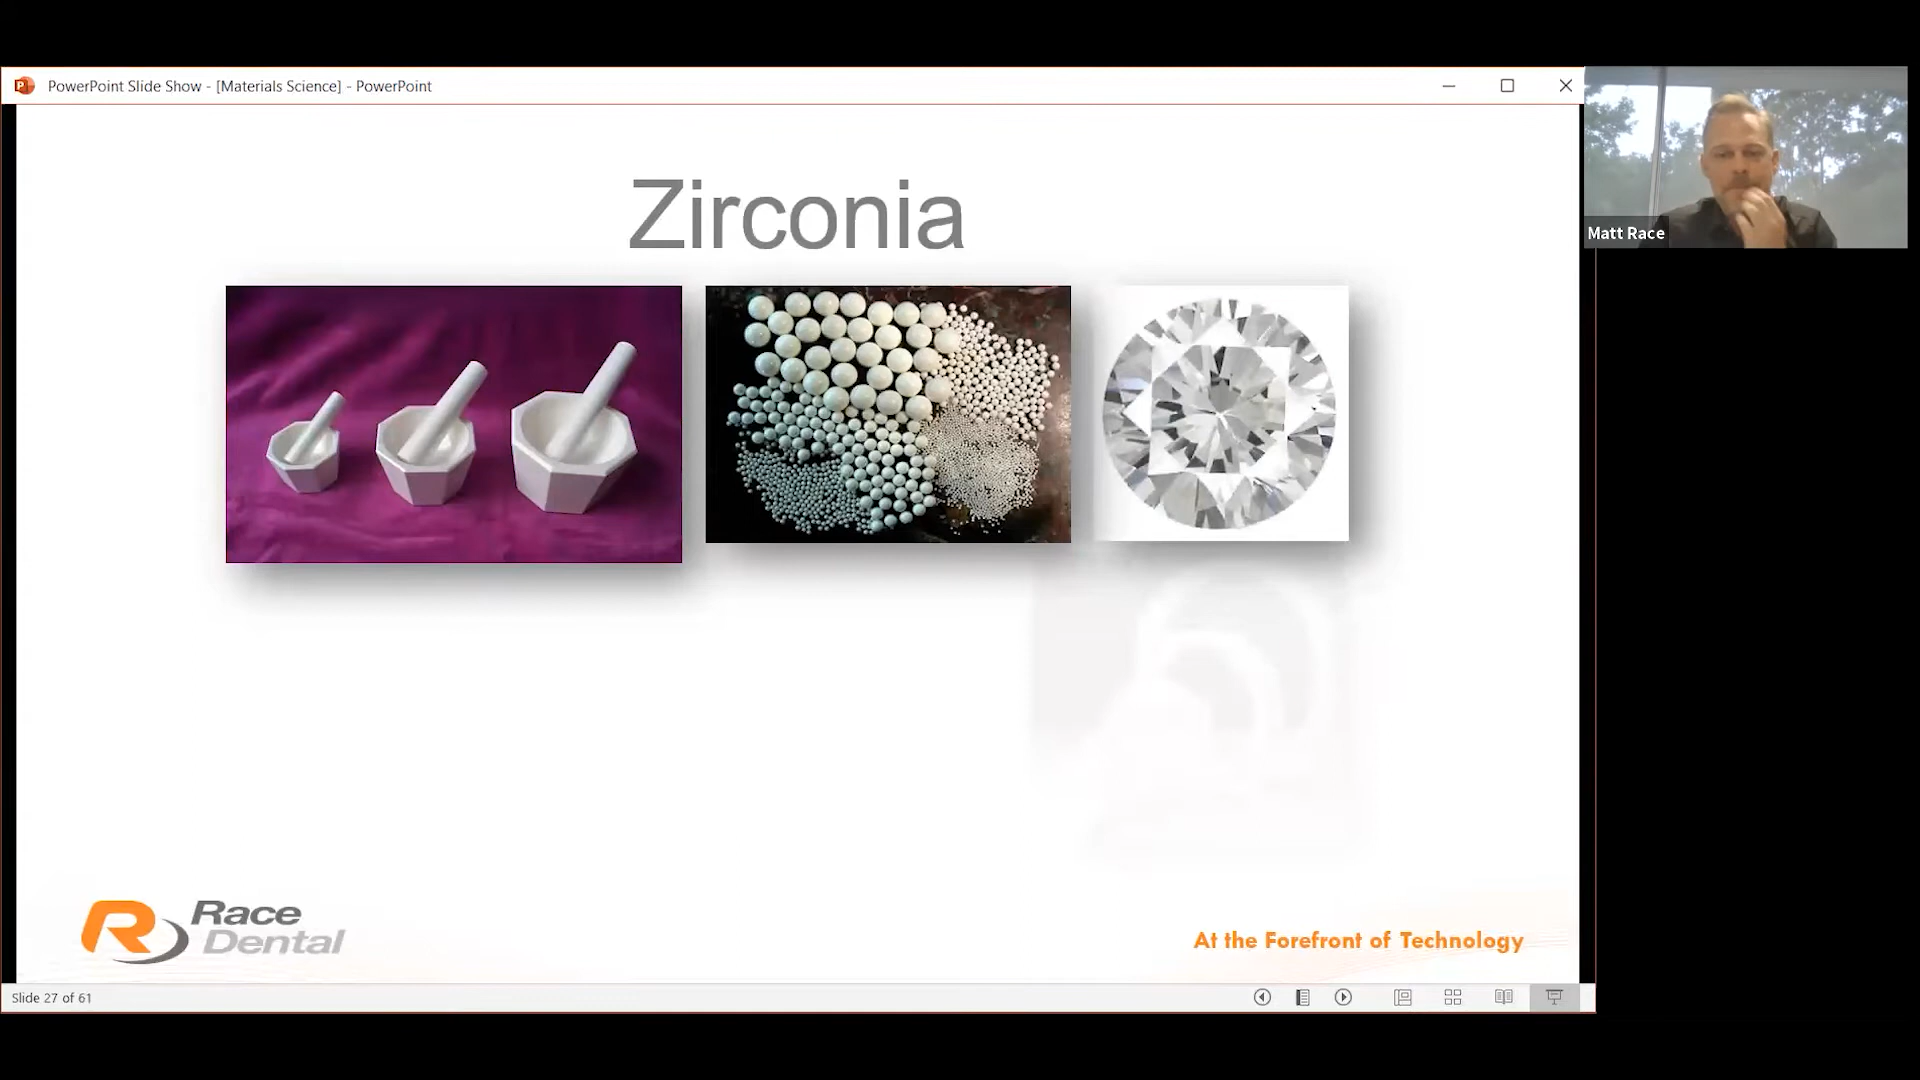 PowerPoint Slide Show - [Materials Science] - PowerPoint
Matt Race
Zirconia
Race
Dental
At the Forefront of Technology
Slide 27 of 61